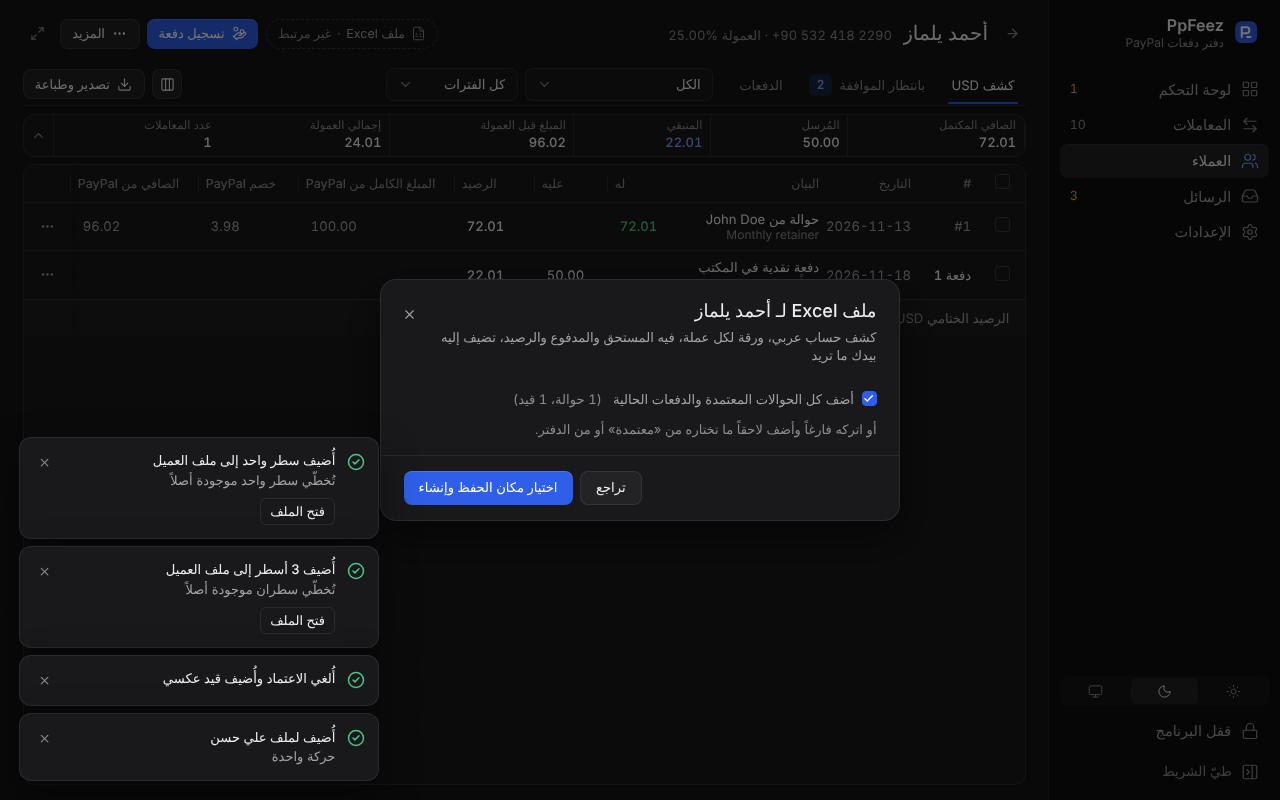 PpFeez
دفتر دفعات PayPal
لوحة التحكم
1
المعاملات
10
العملاء
الرسائل
3
الإعدادات
قفل البرنامج
طيّ الشريط
أحمد يلماز
+90 532 418 2290 · العمولة 25.00%
ملف Excel · غير مرتبط
تسجيل دفعة
المزيد
كشف USD
بانتظار الموافقة 2
الدفعات
الكل
كل الفترات
تصدير وطباعة
الصافي المكتمل
72.01
المُرسل
50.00
المتبقي
22.01
المبلغ قبل العمولة
96.02
إجمالي العمولة
24.01
عدد المعاملات
1
# التاريخ البيان له عليه الرصيد المبلغ الكامل من PayPal خصم PayPal الصافي من PayPal
#1 2026-11-13 حوالة من John Doe 72.01 72.01 100.00 3.98 96.02
Monthly retainer
دفعة 1 2026-11-18 دفعة نقدية في المكتب 50.00 22.01
الرصيد الختامي USD
ملف Excel لـ أحمد يلماز
كشف حساب عربي، ورقة لكل عملة، فيه المستحق والمدفوع والرصيد، تضيف إليه
بيدك ما تريد
أضف كل الحوالات المعتمدة والدفعات الحالية (1 حوالة، 1 قيد)
أو اتركه فارغاً وأضف لاحقاً ما تختاره من «معتمدة» أو من الدفتر.
تراجع
اختيار مكان الحفظ وإنشاء
أُضيف سطر واحد إلى ملف العميل
تُخطّي سطر واحد موجودة أصلاً
فتح الملف
أُضيف 3 أسطر إلى ملف العميل
تُخطّي سطران موجودة أصلاً
فتح الملف
أُلغي الاعتماد وأُضيف قيد عكسي
أُضيف لملف علي حسن
حركة واحدة